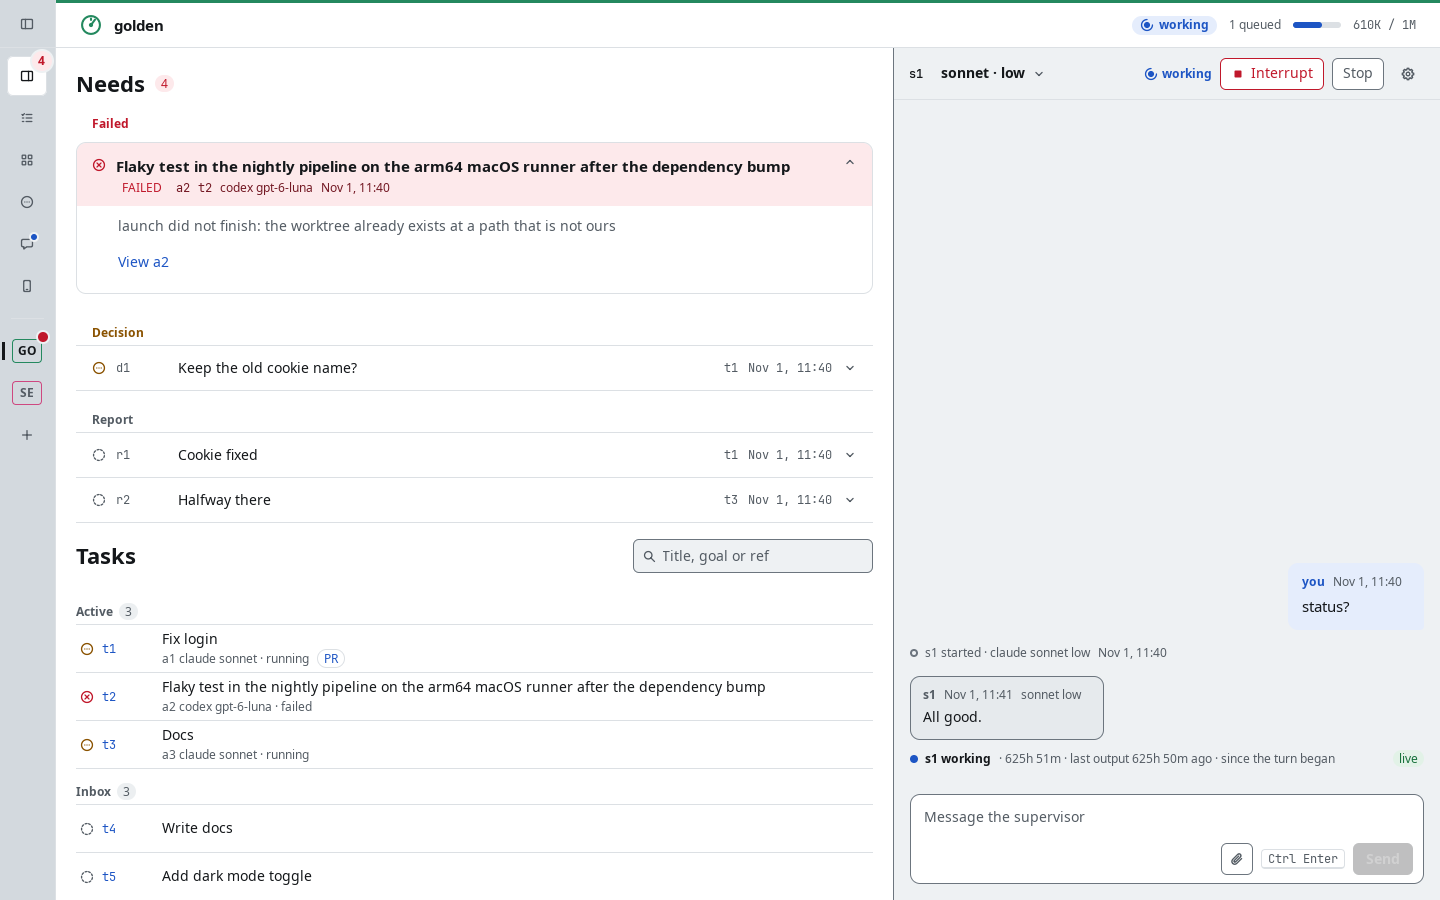 golden
working
1 queued
610K / 1M
4
GO
SE
Needs 4
Failed
Flaky test in the nightly pipeline on the arm64 macOS runner after the dependency bump
FAILED a2 t2 codex gpt-6-luna Nov 1, 11:40
launch did not finish: the worktree already exists at a path that is not ours
View a2
Decision
d1 Keep the old cookie name? t1 Nov 1, 11:40
Report
r1 Cookie fixed t1 Nov 1, 11:40
r2 Halfway there t3 Nov 1, 11:40
Tasks
Title, goal or ref
Active 3
t1 Fix login
a1 claude sonnet · running PR
t2 Flaky test in the nightly pipeline on the arm64 macOS runner after the dependency bump
a2 codex gpt-6-luna · failed
t3 Docs
a3 claude sonnet · running
Inbox 3
t4 Write docs
t5 Add dark mode toggle
s1 sonnet · low
working
Interrupt
Stop
you Nov 1, 11:40
status?
s1 started · claude sonnet low Nov 1, 11:40
s1 Nov 1, 11:41 sonnet low
All good.
s1 working · 625h 51m · last output 625h 50m ago · since the turn began live
Message the supervisor
Ctrl Enter
Send